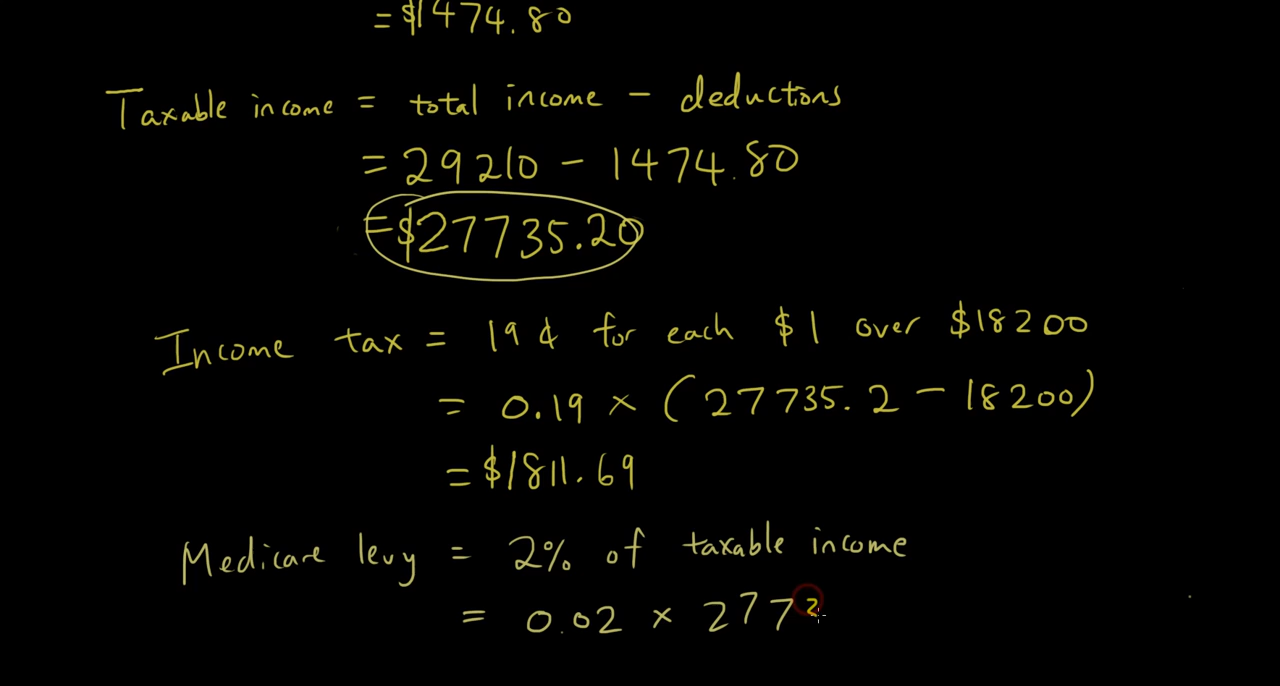 = $1474.80
Taxable income = total income - deductions
= 29210 - 1474.80
= $27735.20
Income tax = 19¢ for each $1 over $18200
= 0.19 × (27735.2 - 18200)
= $1811.69
Medicare levy = 2% of taxable income
= 0.02 × 277